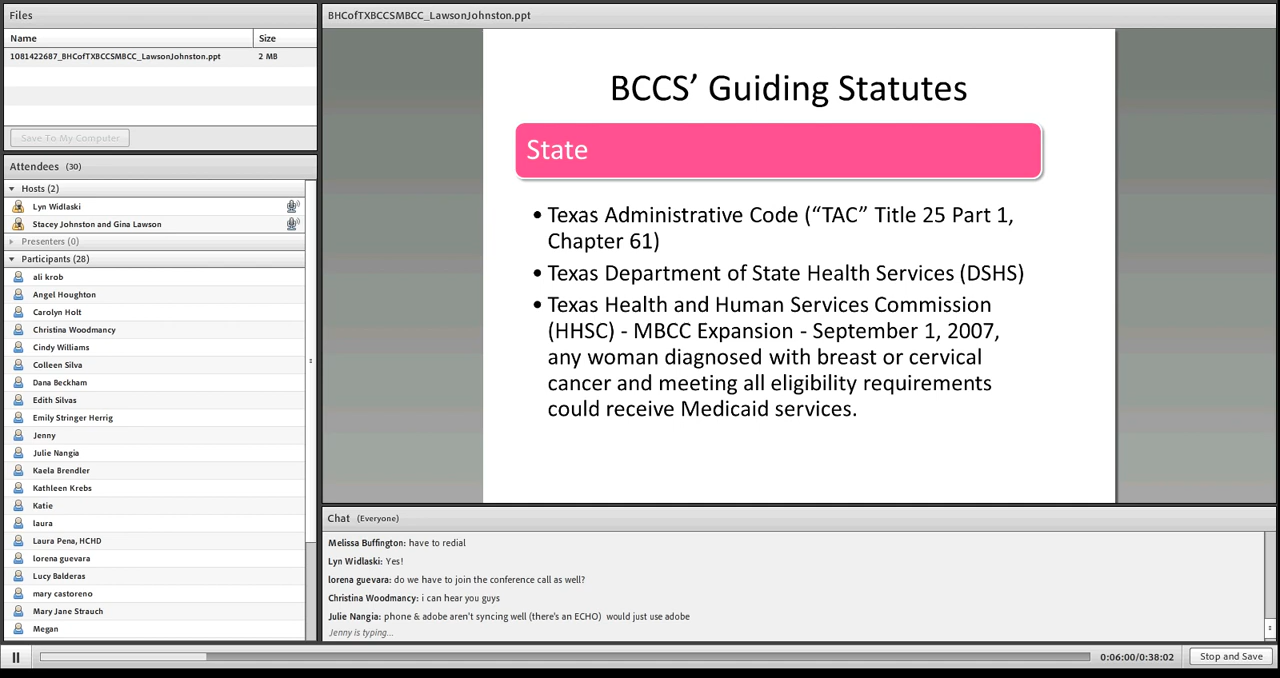 Files
Name Size
1081422687_BHCofTXBCCSMBCC_LawsonJohnston.ppt 2 MB
Save To My Computer
Attendees (30)
Hosts (2)
Lyn Widlaski
Stacey Johnston and Gina Lawson
Presenters (0)
Participants (28)
ali krob
Angel Houghton
Carolyn Holt
Christina Woodmancy
Cindy Williams
Colleen Silva
Dana Beckham
Edith Silvas
Emily Stringer Herrig
Jenny
Julie Nangia
Kaela Brendler
Kathleen Krebs
Katie
laura
Laura Pena, HCHD
lorena guevara
Lucy Balderas
mary castoreno
Mary Jane Strauch
Megan
BHCofTXBCCSMBCC_LawsonJohnston.ppt
BCCS’ Guiding Statutes
State
• Texas Administrative Code (“TAC” Title 25 Part 1,
Chapter 61)
• Texas Department of State Health Services (DSHS)
• Texas Health and Human Services Commission
(HHSC) - MBCC Expansion - September 1, 2007,
any woman diagnosed with breast or cervical
cancer and meeting all eligibility requirements
could receive Medicaid services.
Chat (Everyone)
Melissa Buffington: have to redial
Lyn Widlaski: Yes!
lorena guevara: do we have to join the conference call as well?
Christina Woodmancy: i can hear you guys
Julie Nangia: phone & adobe aren't syncing well (there's an ECHO) would just use adobe
Jenny is typing...
0:06:00/0:38:02 Stop and Save